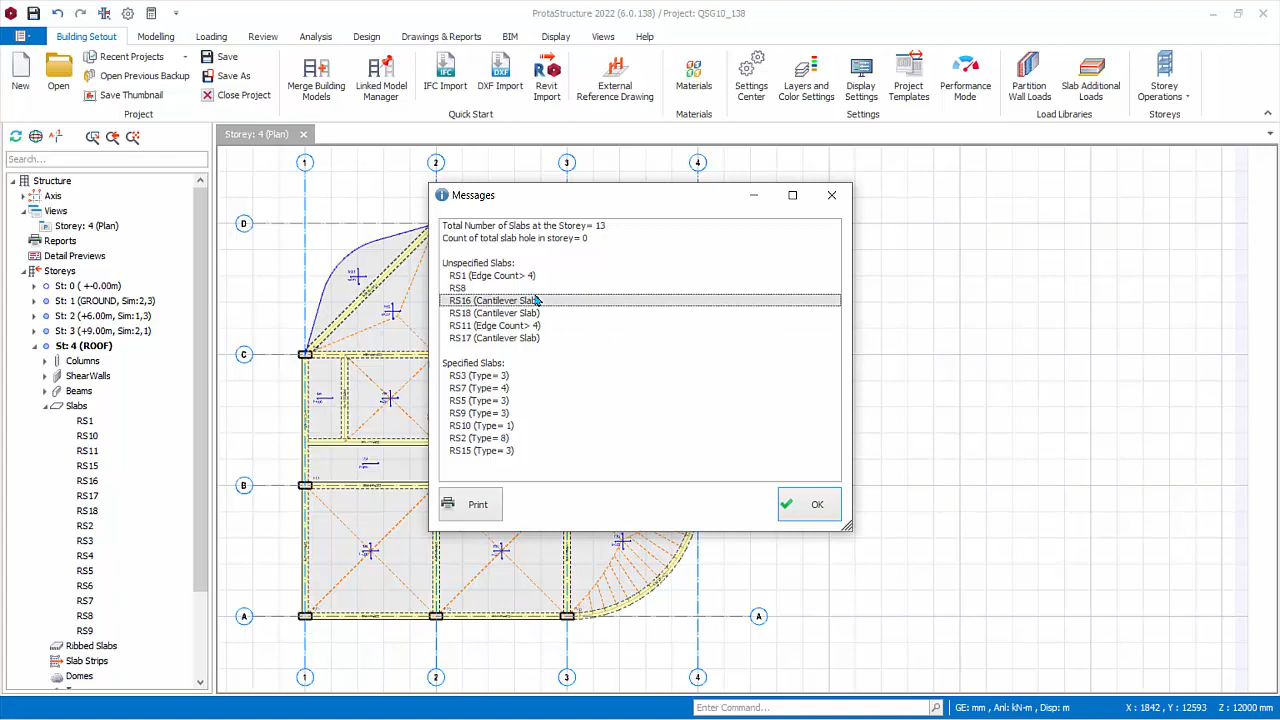 ProtaStructure 2022 (6.0.138) / Project: QSG10_138
Building Setout
Modelling
Loading
Review
Analysis
Design
Drawings & Reports
BIM
Display
Views
Help
New
Open
Recent Projects
Open Previous Backup
Save Thumbnail
Save
Save As
Close Project
Project
Merge Building Models
Linked Model Manager
IFC Import
DXF Import
Revit Import
External Reference Drawing
Quick Start
Materials
Materials
Settings Center
Layers and Color Settings
Display Settings
Project Templates
Performance Mode
Settings
Partition Wall Loads
Slab Additional Loads
Load Libraries
Storey Operations
Storeys
Search...
Structure
Axis
Views
Storey: 4 (Plan)
Reports
Detail Previews
Storeys
St: 0 ( +0.00m)
St: 1 (GROUND, Sim:2,3)
St: 2 (+6.00m, Sim:1,3)
St: 3 (+9.00m, Sim:2,1)
St: 4 (ROOF)
Columns
ShearWalls
Beams
Slabs
RS1
RS10
RS11
RS15
RS16
RS17
RS18
RS2
RS3
RS4
RS5
RS6
RS7
RS8
RS9
Ribbed Slabs
Slab Strips
Domes
Storey: 4 (Plan)
1
2
3
4
D
C
B
A
A
1
2
3
4
Messages
Total Number of Slabs at the Storey= 13
Count of total slab hole in storey= 0
Unspecified Slabs:
RS1 (Edge Count> 4)
RS8
RS16 (Cantilever Slab)
RS18 (Cantilever Slab)
RS11 (Edge Count> 4)
RS17 (Cantilever Slab)
Specified Slabs:
RS3 (Type= 3)
RS7 (Type= 4)
RS5 (Type= 3)
RS9 (Type= 3)
RS10 (Type= 1)
RS2 (Type= 8)
RS15 (Type= 3)
Print
OK
Enter Command...
GE: mm , Anl: kN-m , Disp: m
X : 1842 , Y : 12593
Z : 12000 mm